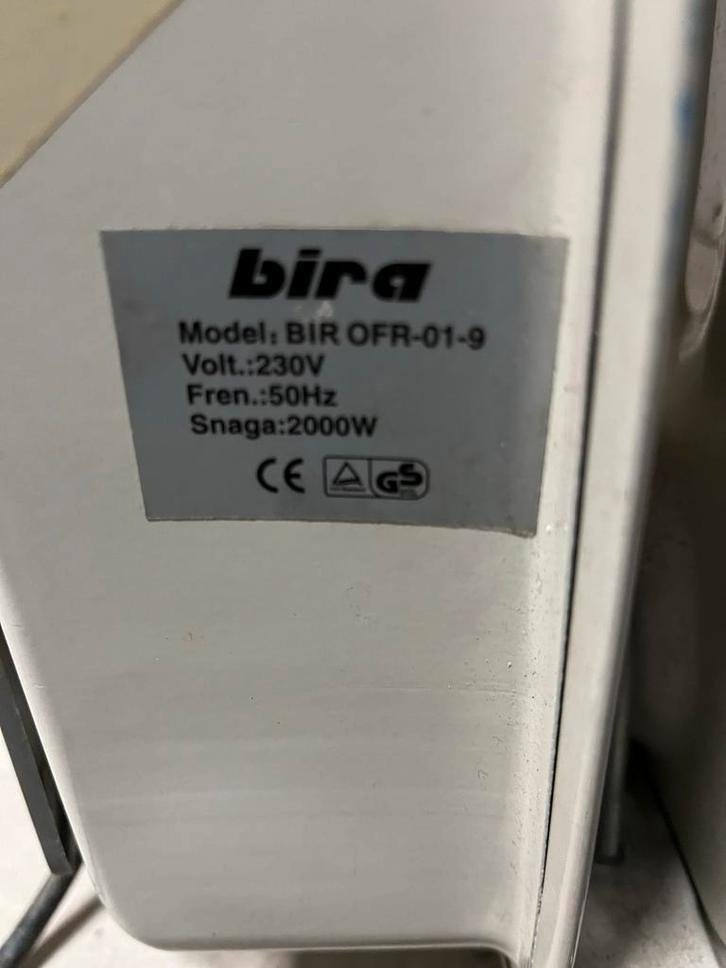 bira
Model: BIR OFR-01-9
Volt.:230V
Fren.:50Hz
Snaga:2000W
CE GS